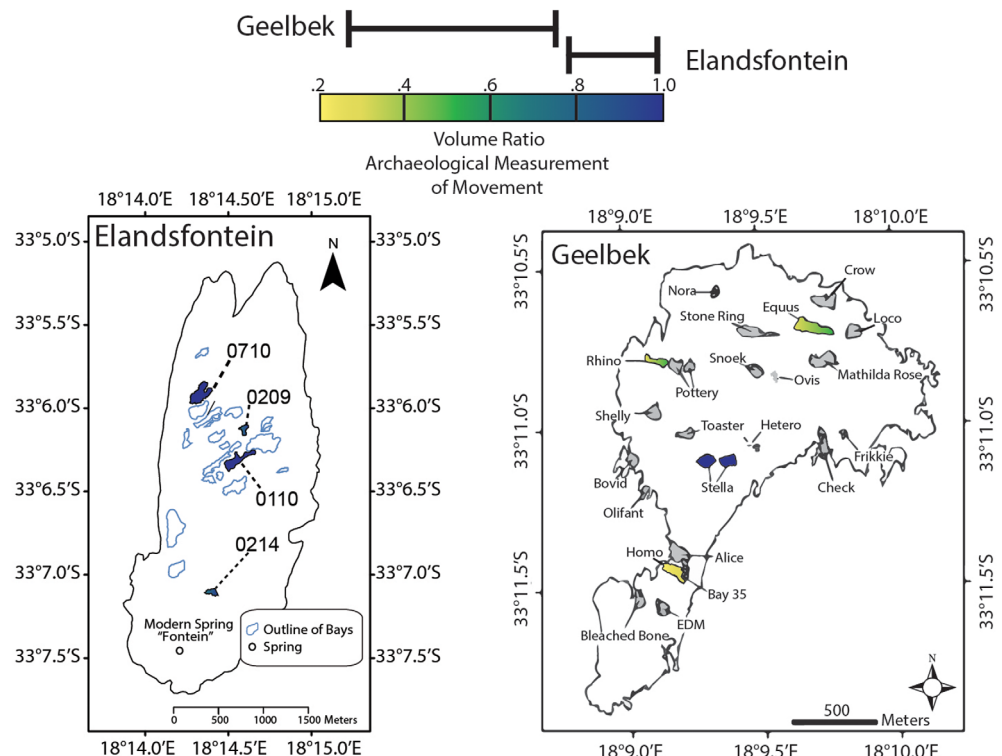 Geelbek
Elandsfontein
.2 .4 .6 .8 1.0
Volume Ratio
Archaeological Measurement
of Movement
18°14.0'E 18°14.50'E 18°15.0'E
33°5.0'S 33°5.0'S
Elandsfontein
N
33°5.5'S 33°5.5'S
0710
0209
33°6.0'S 33°6.0'S
33°6.5'S 33°6.5'S
0110
0214
33°7.0'S 33°7.0'S
Modern Spring
"Fontein"
Outline of Bays
Spring
33°7.5'S 33°7.5'S
0 500 1000 1500 Meters
18°14.0'E 18°14.5'E 18°15.0'E
18°9.0'E 18°9.5'E 18°10.0'E
Geelbek
33°10.5'S 33°10.5'S
Crow
Nora
Equus
Stone Ring
Loco
Rhino
Snoek
Mathilda Rose
Ovis
Pottery
Shelly
33°11.0'S 33°11.0'S
Toaster
Hetero
Frikkie
Bovid
Stella
Check
Olifant
Homo
Alice
33°11.5'S 33°11.5'S
Bay 35
EDM
Bleached Bone
N
500
Meters
18°9.0'E 18°9.5'E 18°10.0'E